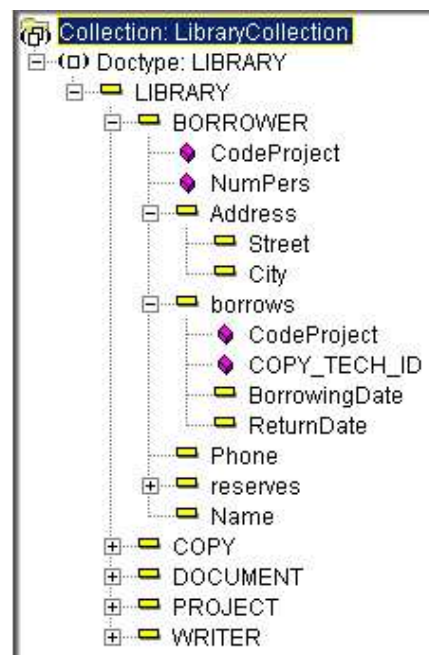 Collection: LibraryCollection
Doctype: LIBRARY
LIBRARY
BORROWER
CodeProject
NumPers
Address
Street
City
borrows
CodeProject
COPY_TECH_ID
BorrowingDate
ReturnDate
Phone
reserves
Name
COPY
DOCUMENT
PROJECT
WRITER